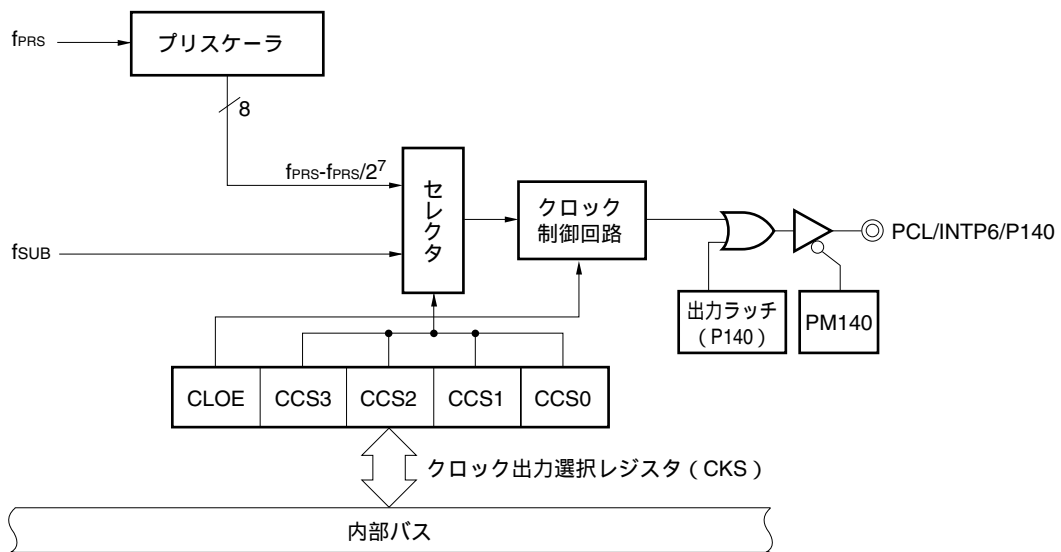 fPRS
プリスケーラ
8
fPRS-fPRS/2⁷
セレクタ
クロック
制御回路
PCL/INTP6/P140
fSUB
出力ラッチ
（P140）
PM140
CLOE
CCS3
CCS2
CCS1
CCS0
クロック出力選択レジスタ（CKS）
内部バス